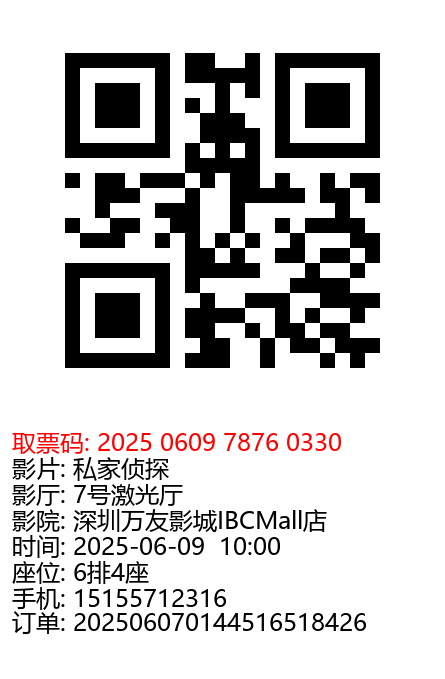 取票码: 2025 0609 7876 0330
影片: 私家侦探
影厅: 7号激光厅
影院: 深圳万友影城IBCMall店
时间: 2025-06-09  10:00
座位: 6排4座
手机: 15155712316
订单: 202506070144516518426